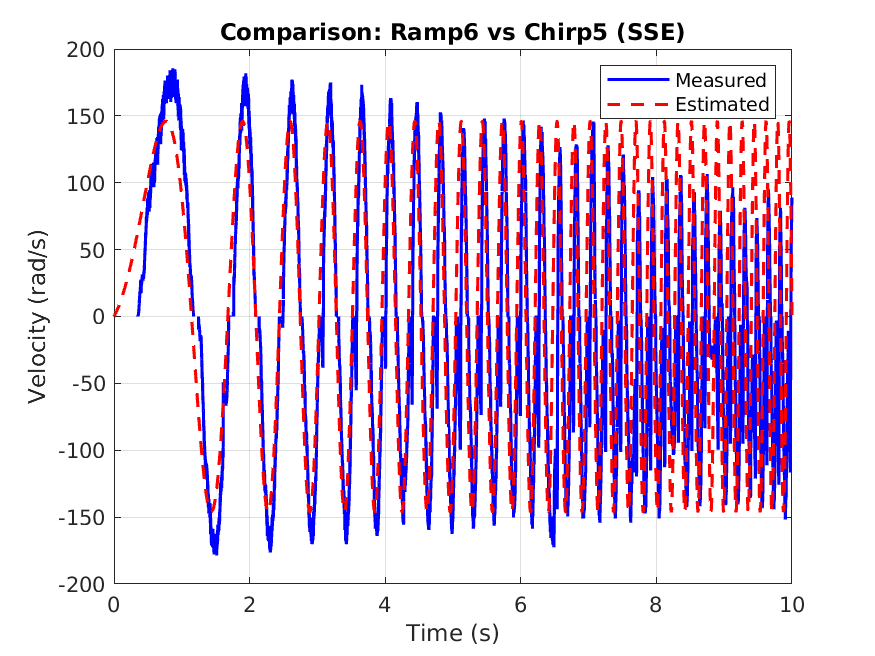 Comparison: Ramp6 vs Chirp5 (SSE)
Measured
Estimated
Velocity (rad/s)
200
150
100
50
0
-50
-100
-150
-200
0 2 4 6 8 10
Time (s)